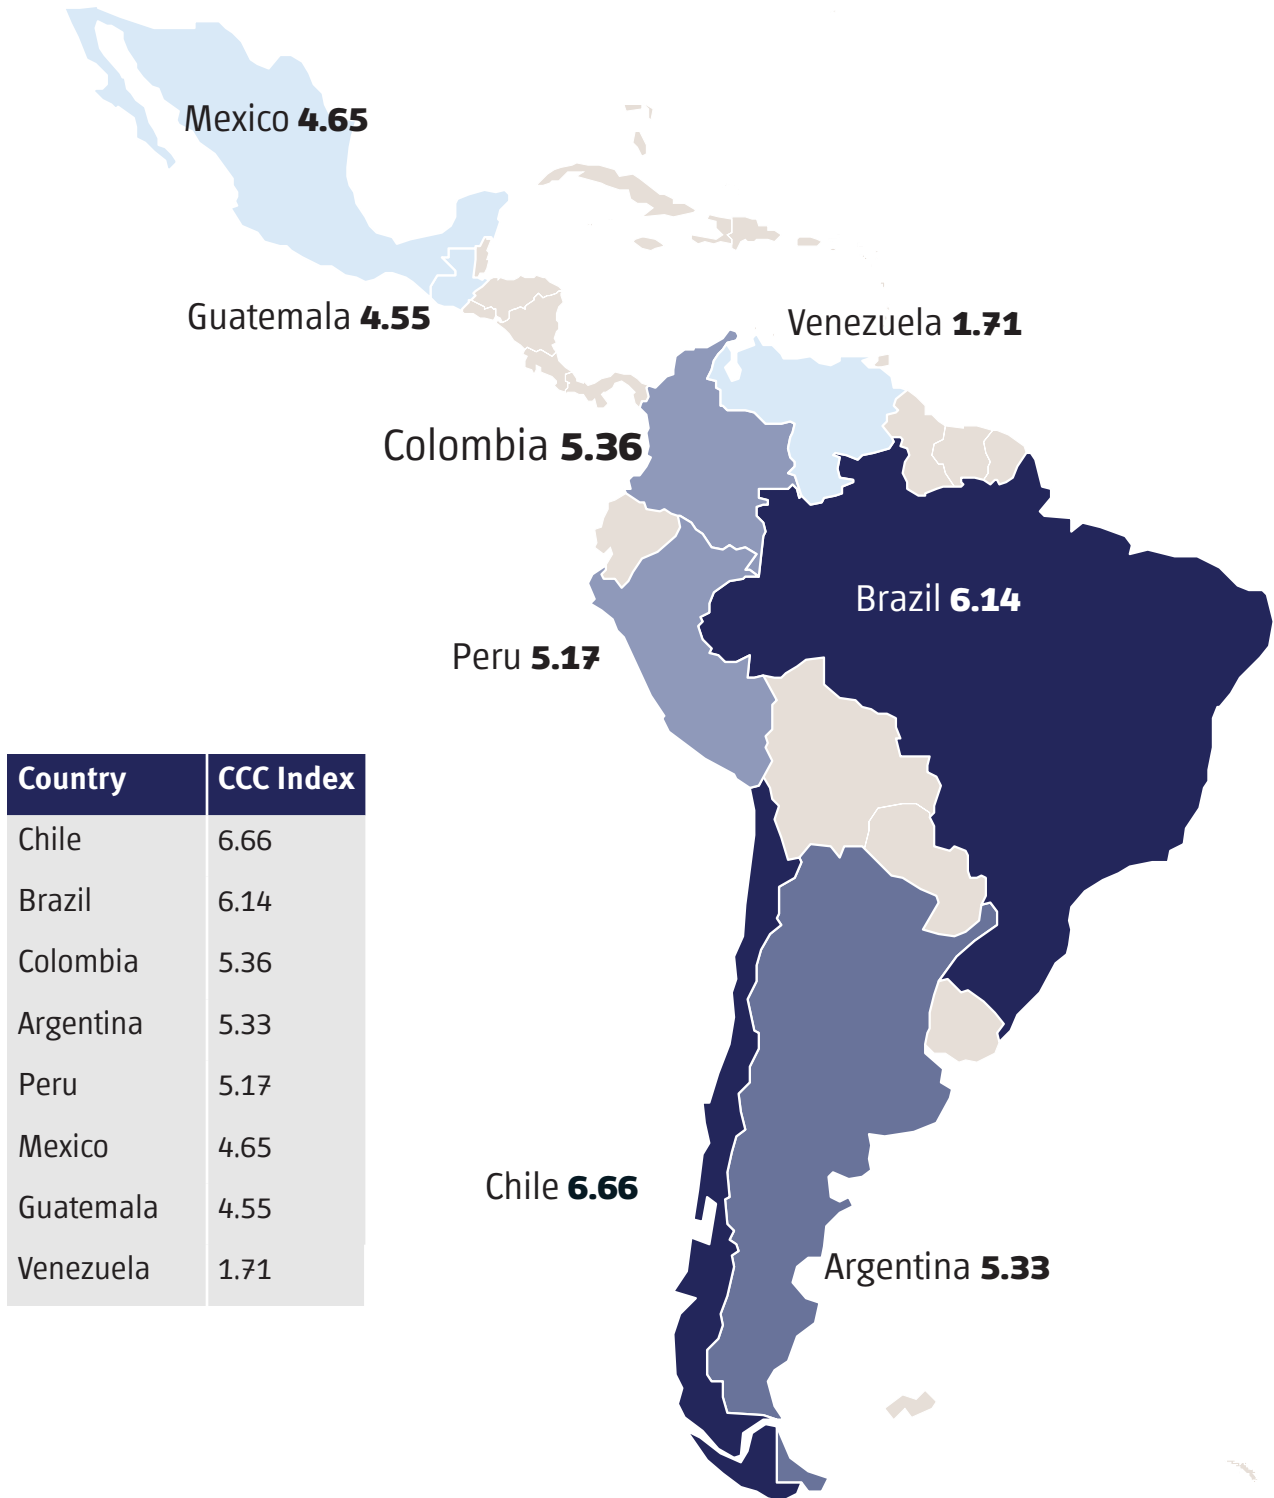 Mexico 4.65
Guatemala 4.55
Venezuela 1.71
Colombia 5.36
Brazil 6.14
Peru 5.17
Country CCC Index
Chile 6.66
Brazil 6.14
Colombia 5.36
Argentina 5.33
Peru 5.17
Mexico 4.65
Guatemala 4.55
Venezuela 1.71
Chile 6.66
Argentina 5.33